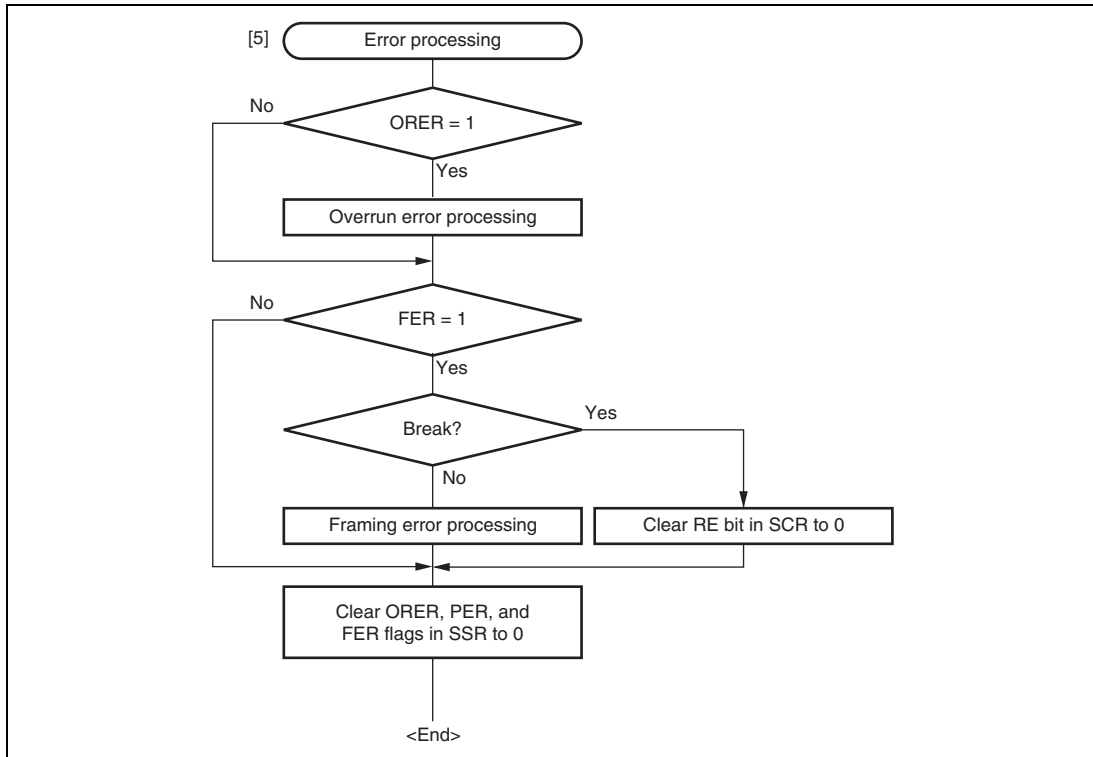 [5]
Error processing
No
ORER = 1
Yes
Overrun error processing
No
FER = 1
Yes
Break?
Yes
No
Framing error processing
Clear RE bit in SCR to 0
Clear ORER, PER, and
FER flags in SSR to 0
<End>